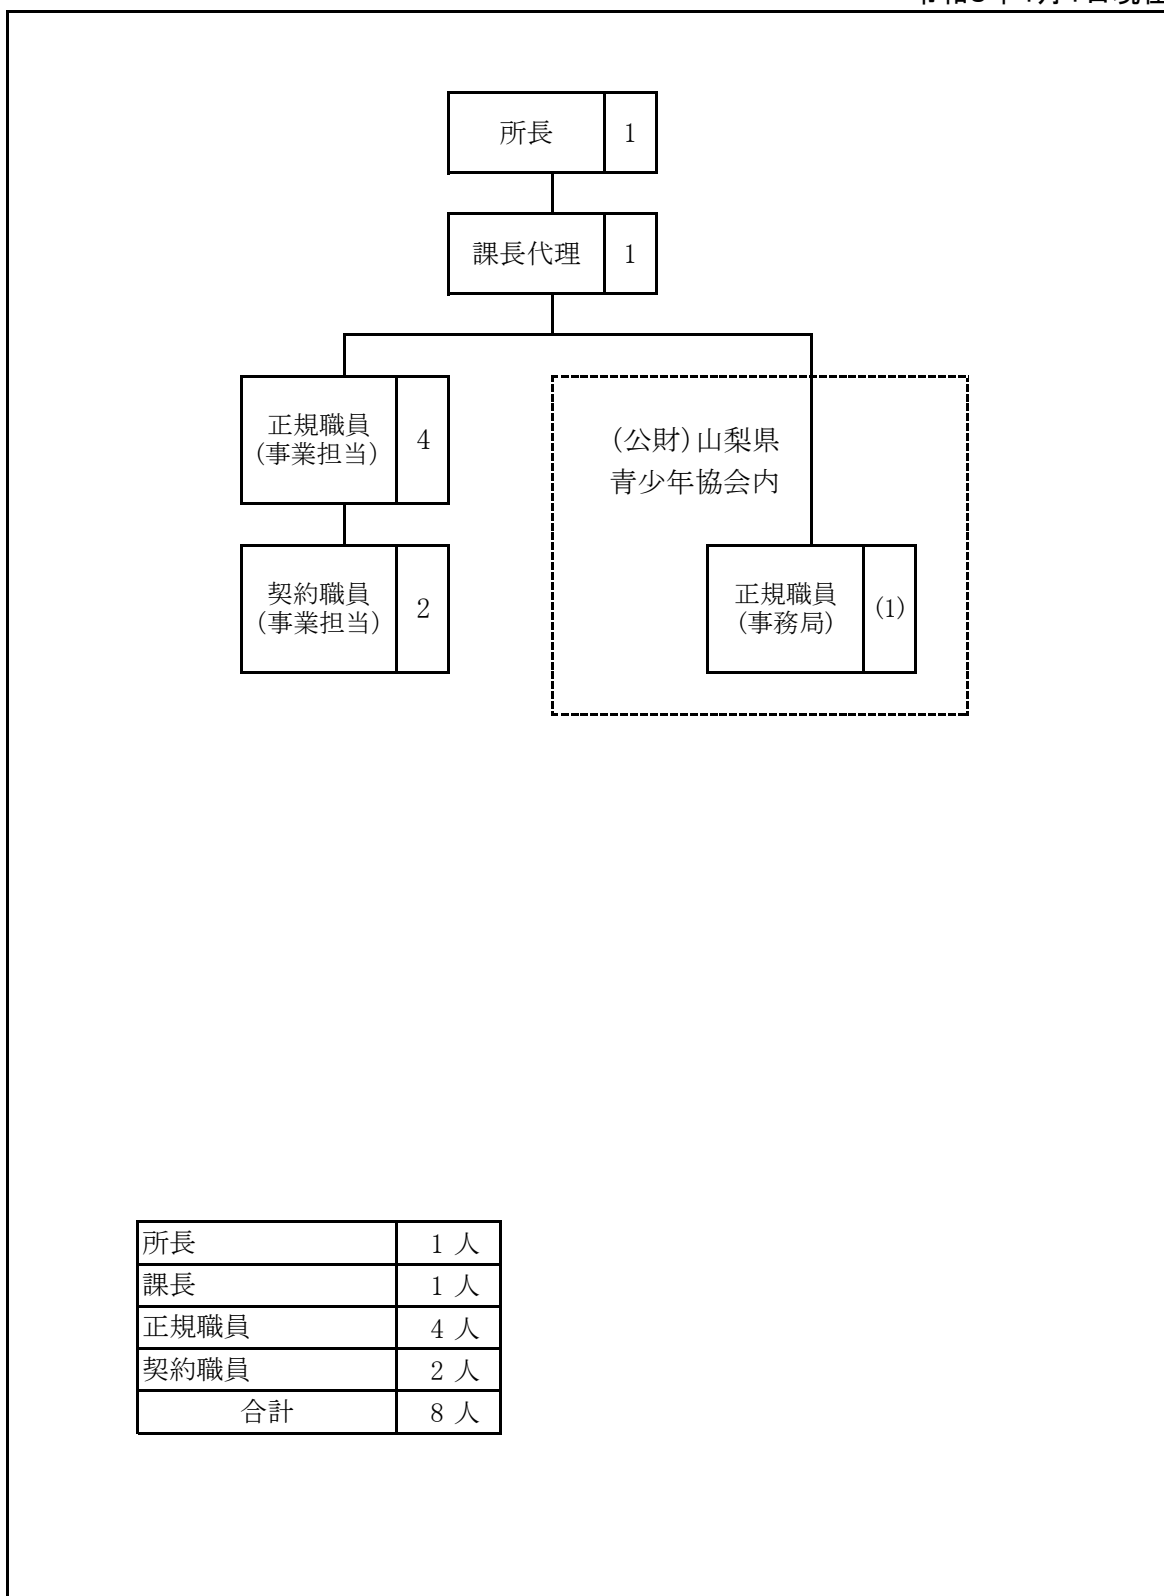 所長 1
課長代理 1
正規職員
(事業担当) 4
(公財)山梨県
青少年協会内
契約職員
(事業担当) 2
正規職員
(事務局) (1)
所長 1 人
課長 1 人
正規職員 4 人
契約職員 2 人
合計 8 人